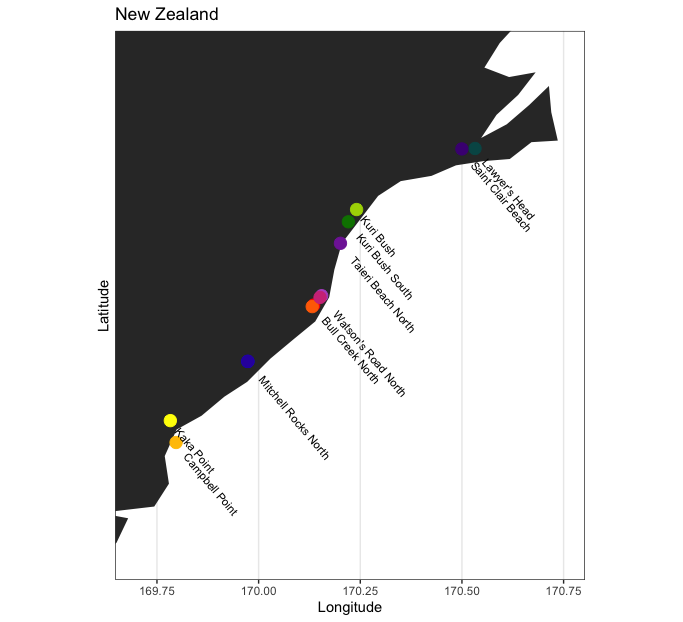 New Zealand
Latitude
Lawyer's Head
Saint Clair Beach
Kuri Bush
Kuri Bush South
Taieri Beach North
Watson's Road North
Bull Creek North
Mitchell Rocks North
Kaka Point
Campbell Point
169.75 170.00 170.25 170.50 170.75
Longitude